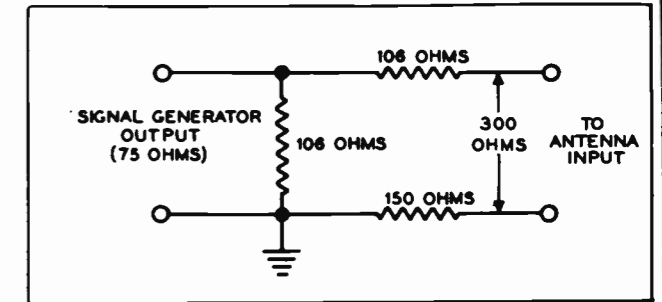 106 OHMS
SIGNAL GENERATOR
OUTPUT
(75 OHMS)
106 OHMS
300
OHMS
TO
ANTENNA
INPUT
150 OHMS